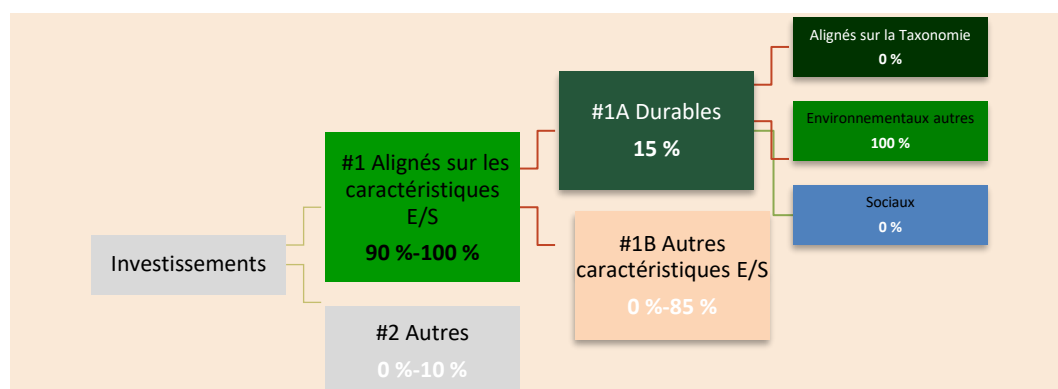 Investissements
#1 Alignés sur les
caractéristiques
E/S
90 %-100 %
#2 Autres
0 %-10 %
#1A Durables
15 %
#1B Autres
caractéristiques E/S
0 %-85 %
Alignés sur la Taxonomie
0 %
Environnementaux autres
100 %
Sociaux
0 %